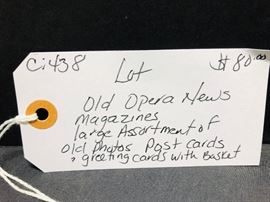 Ci438 Lot $80.00
Old Opera News
Magazines
large Assortment of
old Photos Post cards
& greeting cards with Basket